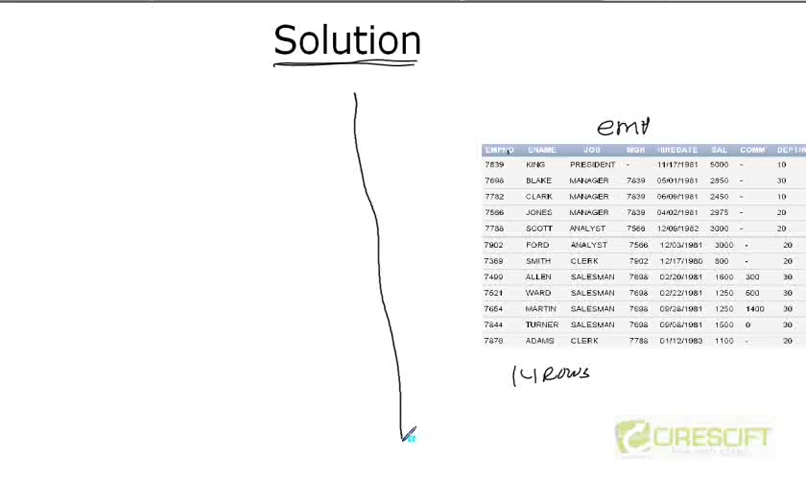 Solution
emp
EMPNO ENAME JOB MGR HIREDATE SAL COMM DEPTN
7839 KING PRESIDENT - 11/17/1981 5000 - 10
7698 BLAKE MANAGER 7839 05/01/1981 2850 - 30
7782 CLARK MANAGER 7839 06/09/1981 2450 - 10
7566 JONES MANAGER 7839 04/02/1981 2975 - 20
7788 SCOTT ANALYST 7566 12/09/1982 3000 - 20
7902 FORD ANALYST 7566 12/03/1981 3000 - 20
7369 SMITH CLERK 7902 12/17/1980 800 - 20
7499 ALLEN SALESMAN 7698 02/20/1981 1600 300 30
7521 WARD SALESMAN 7698 02/22/1981 1250 500 30
7654 MARTIN SALESMAN 7698 09/28/1981 1250 1400 30
7844 TURNER SALESMAN 7698 09/08/1981 1500 0 30
7876 ADAMS CLERK 7788 01/12/1983 1100 - 20
14 ROWS